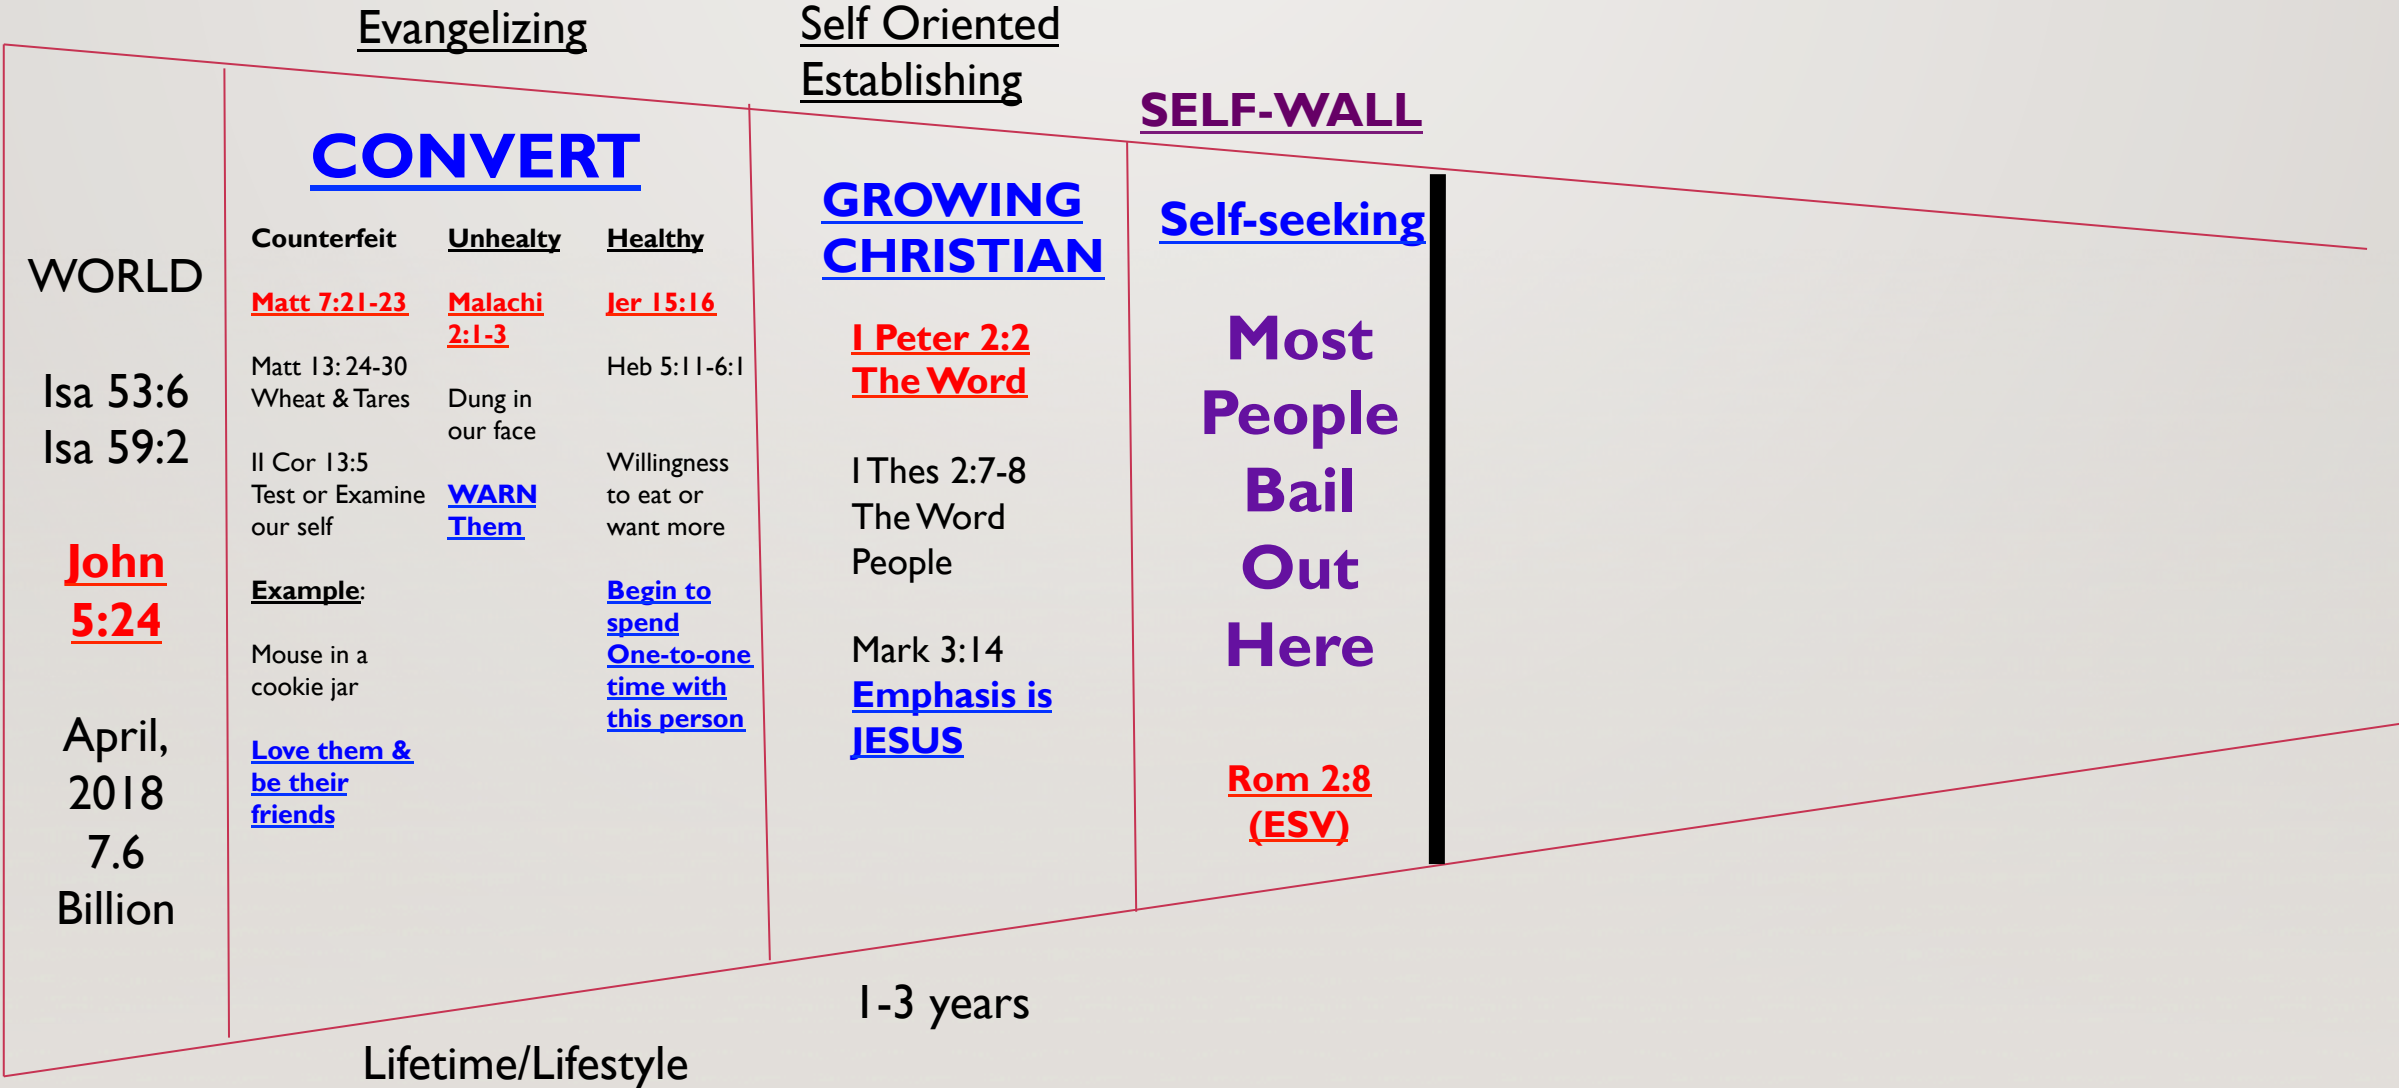 Evangelizing
Self Oriented
Establishing
SELF-WALL
WORLD
Isa 53:6
Isa 59:2
John
5:24
April,
2018
7.6
Billion
CONVERT
Counterfeit
Matt 7:21-23
Matt 13: 24-30
Wheat & Tares
II Cor 13:5
Test or Examine
our self
Example:
Mouse in a
cookie jar
Love them &
be their
friends
Unhealty
Malachi
2:1-3
Dung in
our face
WARN
Them
Healthy
Jer 15:16
Heb 5:11-6:1
Willingness
to eat or
want more
Begin to
spend
One-to-one
time with
this person
GROWING
CHRISTIAN
I Peter 2:2
The Word
I Thes 2:7-8
The Word
People
Mark 3:14
Emphasis is
JESUS
Self-seeking
Most
People
Bail
Out
Here
Rom 2:8
(ESV)
1-3 years
Lifetime/Lifestyle